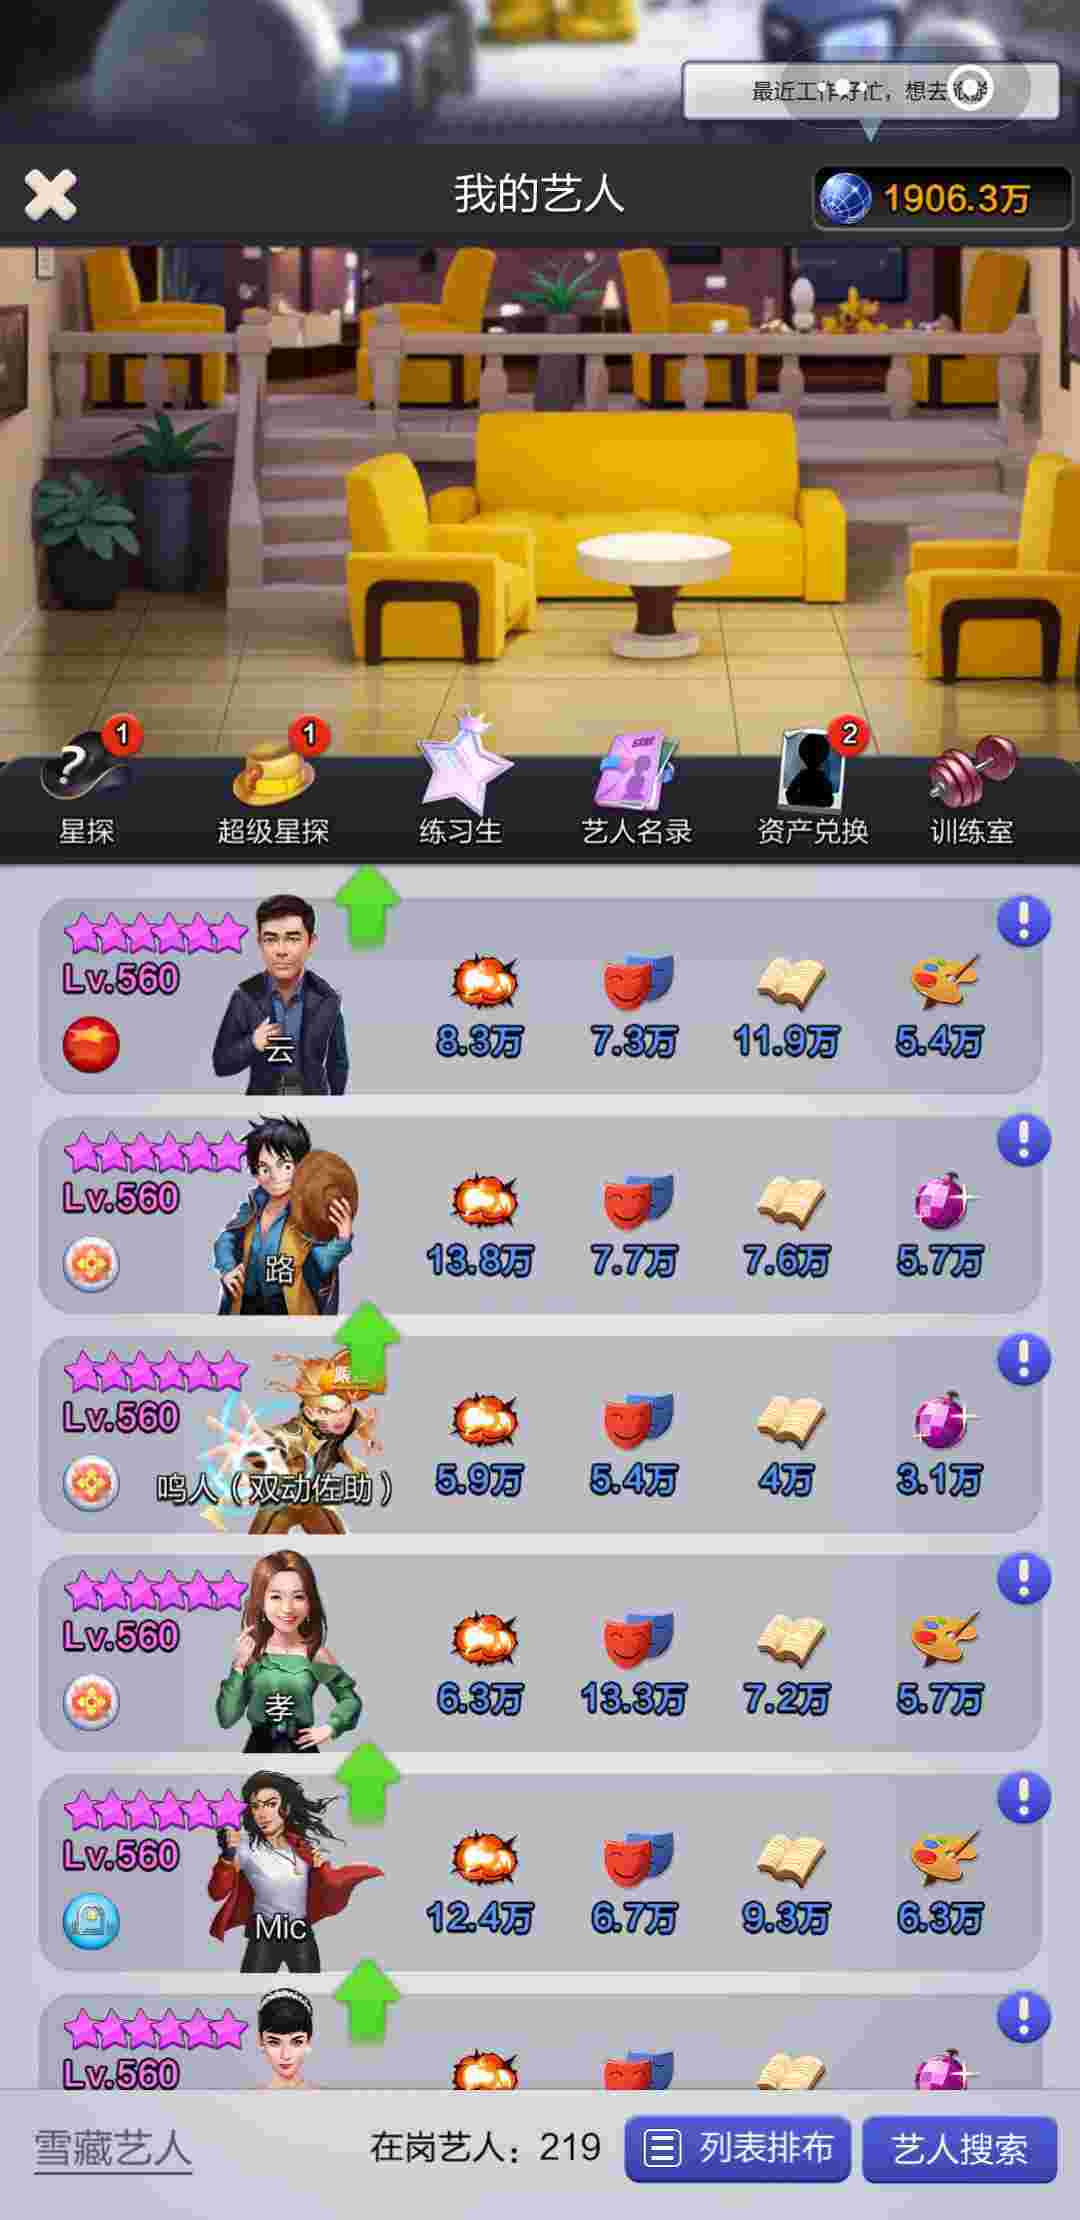 最近工作好忙，想去旅游
我的艺人
1906.3万
1
1
2
星探
超级星探
练习生
艺人名录
资产兑换
训练室
Lv.560
云
8.3万
7.3万
11.9万
5.4万
Lv.560
路
13.8万
7.7万
7.6万
5.7万
Lv.560
鸣人（双动佐助）
5.9万
5.4万
4万
3.1万
Lv.560
孝
6.3万
13.3万
7.2万
5.7万
Lv.560
Mic
12.4万
6.7万
9.3万
6.3万
Lv.560
雪藏艺人
在岗艺人：219
列表排布
艺人搜索